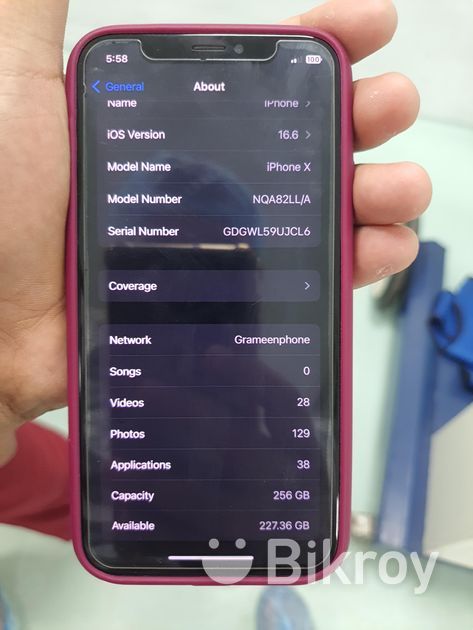 5:58 100
General About
Name iPhone
iOS Version 16.6
Model Name iPhone X
Model Number NQA82LL/A
Serial Number GDGWL59UJCL6
Coverage
Network Grameenphone
Songs 0
Videos 28
Photos 129
Applications 38
Capacity 256 GB
Available 227.36 GB
Bikroy